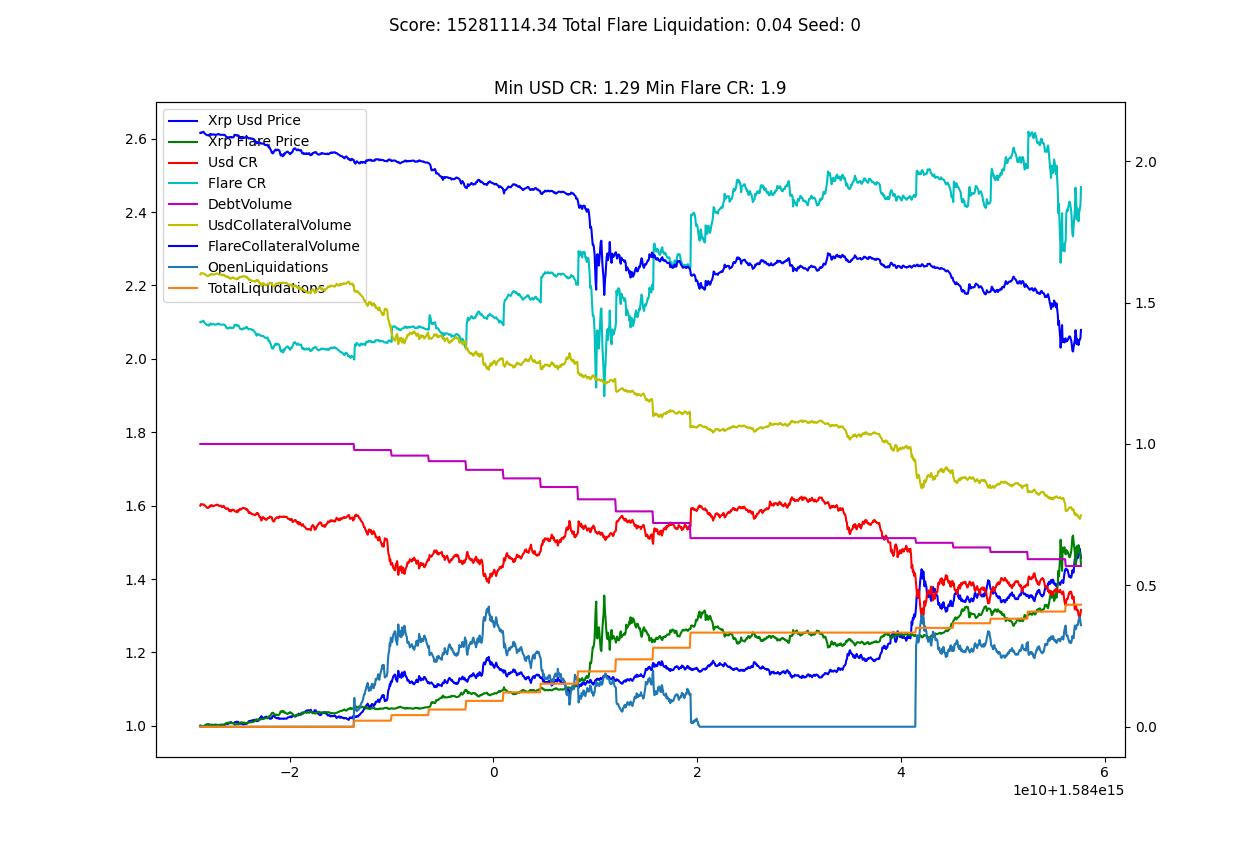 Score: 15281114.34 Total Flare Liquidation: 0.04 Seed: 0
Min USD CR: 1.29 Min Flare CR: 1.9
Xrp Usd Price
Xrp Flare Price
Usd CR
Flare CR
DebtVolume
UsdCollateralVolume
FlareCollateralVolume
OpenLiquidations
TotalLiquidations
2.6
2.4
2.2
2.0
1.8
1.6
1.4
1.2
1.0
2.0
1.5
1.0
0.5
0.0
−2
0
2
4
6
1e10+1.584e15